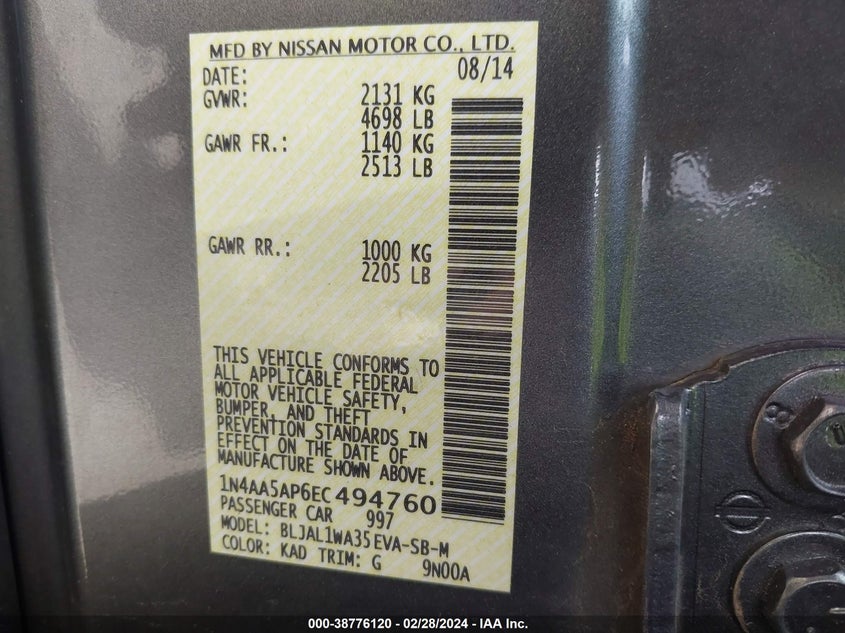 MFD BY NISSAN MOTOR CO., LTD.
DATE: 08/14
GVWR: 2131 KG
4698 LB
GAWR FR.: 1140 KG
2513 LB
GAWR RR.: 1000 KG
2205 LB
THIS VEHICLE CONFORMS TO
ALL APPLICABLE FEDERAL
MOTOR VEHICLE SAFETY,
BUMPER, AND THEFT
PREVENTION STANDARDS IN
EFFECT ON THE DATE OF
MANUFACTURE SHOWN ABOVE.
1N4AA5AP6EC494760
PASSENGER CAR 997
MODEL: BLJAL1WA35EVA-SB-M
COLOR: KAD TRIM: G 9N00A
8
000-38776120 - 02/28/2024 - IAA Inc.